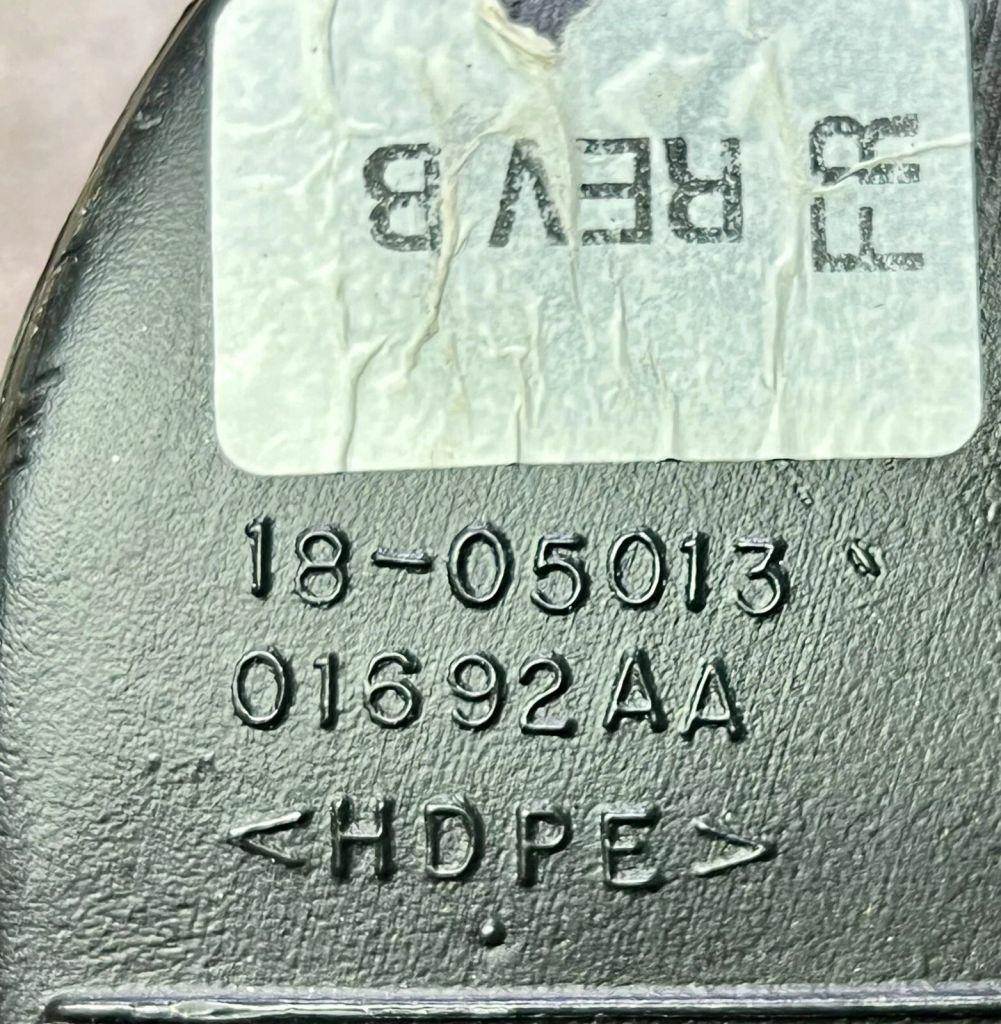 REV B
18-05013
01692AA
<HDPE>